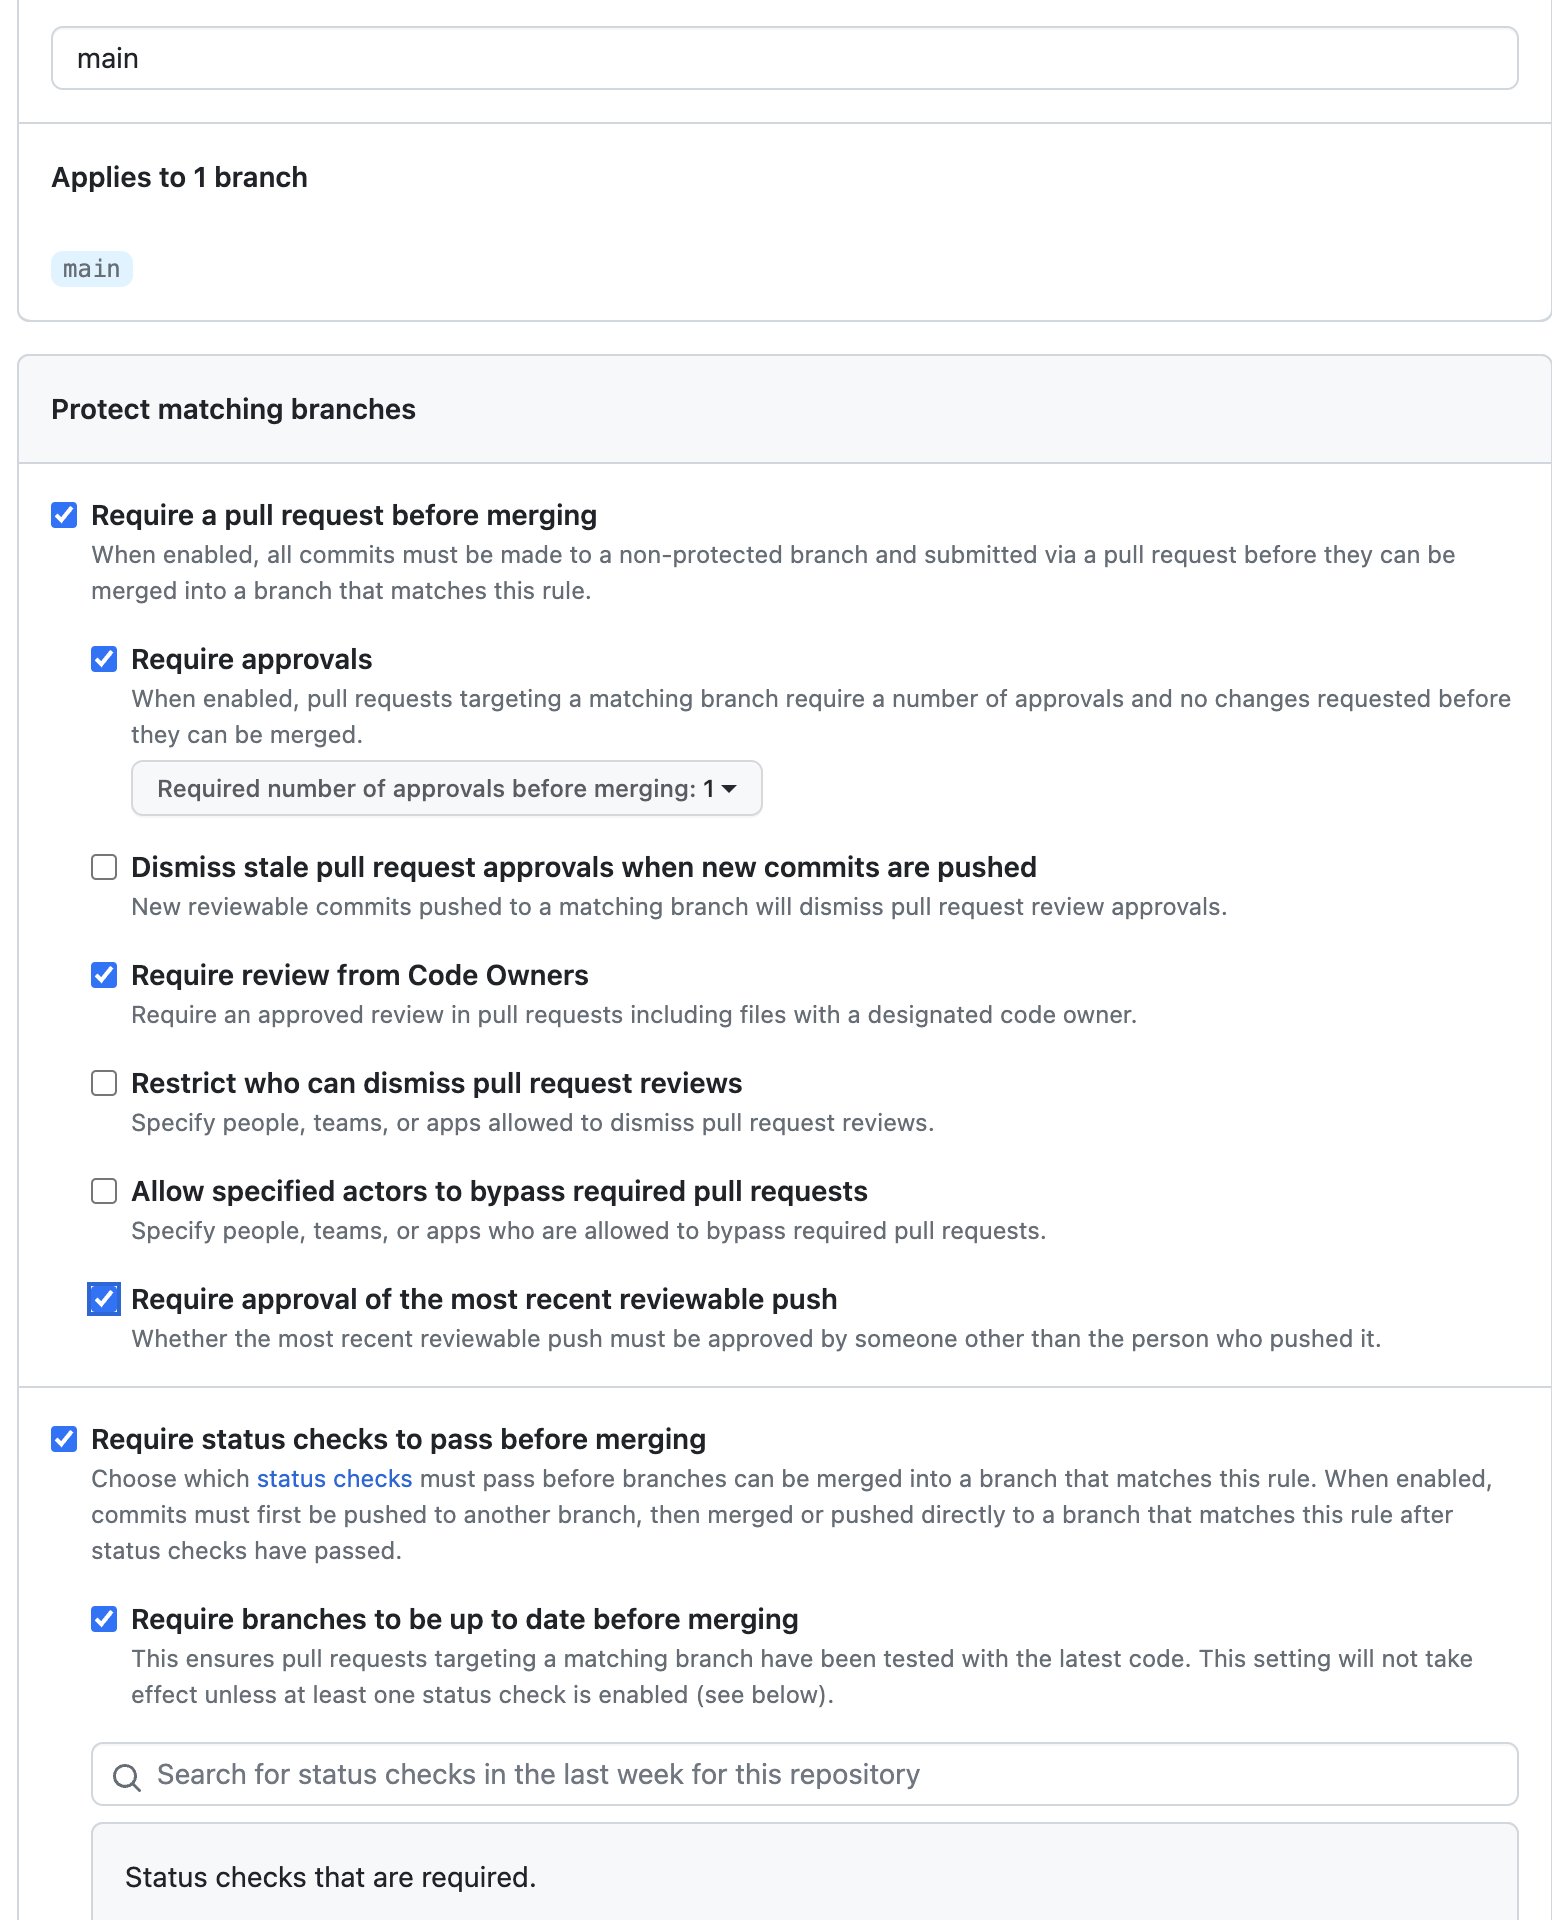 main
Applies to 1 branch
main
Protect matching branches
Require a pull request before merging
When enabled, all commits must be made to a non-protected branch and submitted via a pull request before they can be
merged into a branch that matches this rule.
Require approvals
When enabled, pull requests targeting a matching branch require a number of approvals and no changes requested before
they can be merged.
Required number of approvals before merging: 1
Dismiss stale pull request approvals when new commits are pushed
New reviewable commits pushed to a matching branch will dismiss pull request review approvals.
Require review from Code Owners
Require an approved review in pull requests including files with a designated code owner.
Restrict who can dismiss pull request reviews
Specify people, teams, or apps allowed to dismiss pull request reviews.
Allow specified actors to bypass required pull requests
Specify people, teams, or apps who are allowed to bypass required pull requests.
Require approval of the most recent reviewable push
Whether the most recent reviewable push must be approved by someone other than the person who pushed it.
Require status checks to pass before merging
Choose which status checks must pass before branches can be merged into a branch that matches this rule. When enabled,
commits must first be pushed to another branch, then merged or pushed directly to a branch that matches this rule after
status checks have passed.
Require branches to be up to date before merging
This ensures pull requests targeting a matching branch have been tested with the latest code. This setting will not take
effect unless at least one status check is enabled (see below).
Search for status checks in the last week for this repository
Status checks that are required.